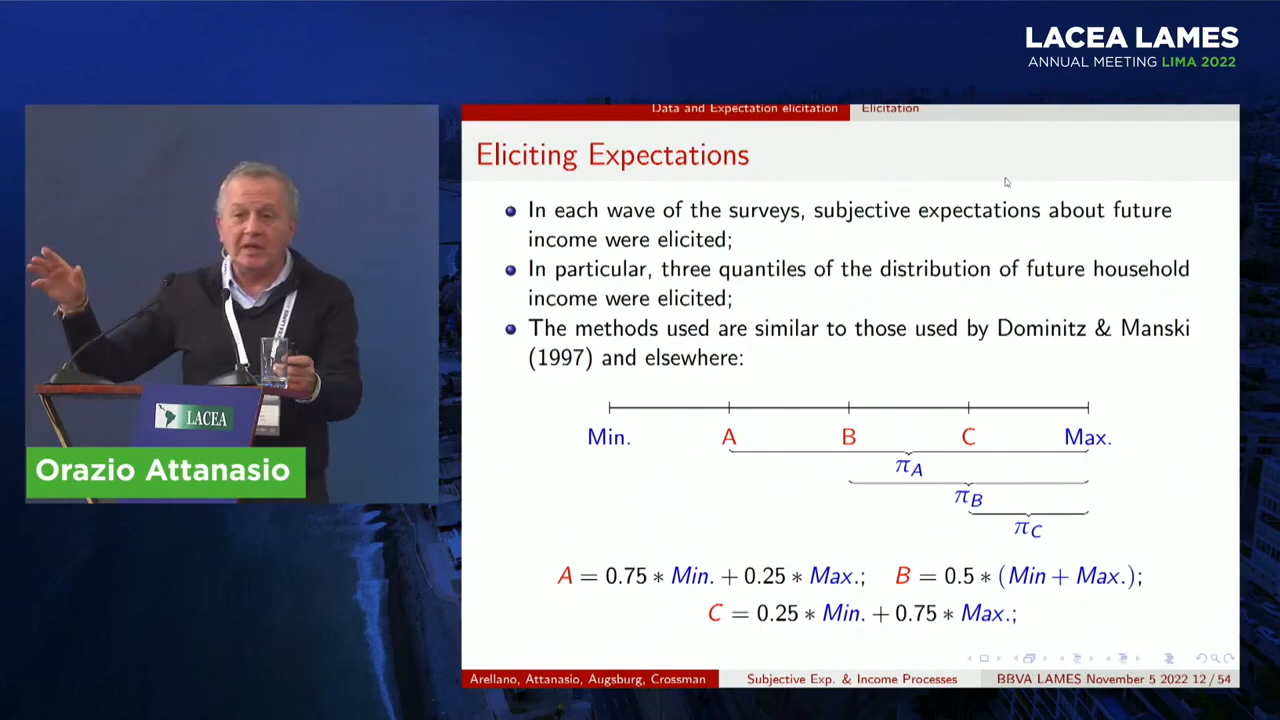 LACEA LAMES
ANNUAL MEETING LIMA 2022
Data and Expectation elicitation
Elicitation
Eliciting Expectations
In each wave of the surveys, subjective expectations about future
income were elicited;
In particular, three quantiles of the distribution of future household
income were elicited;
The methods used are similar to those used by Dominitz & Manski
(1997) and elsewhere:
Min. A B C Max.
π_A
π_B
π_C
A = 0.75 * Min. + 0.25 * Max.; B = 0.5 * (Min + Max.);
C = 0.25 * Min. + 0.75 * Max.;
Arellano, Attanasio, Augsburg, Crossman
Subjective Exp. & Income Processes
BBVA LAMES November 5 2022 12 / 54
LACEA
Orazio Attanasio